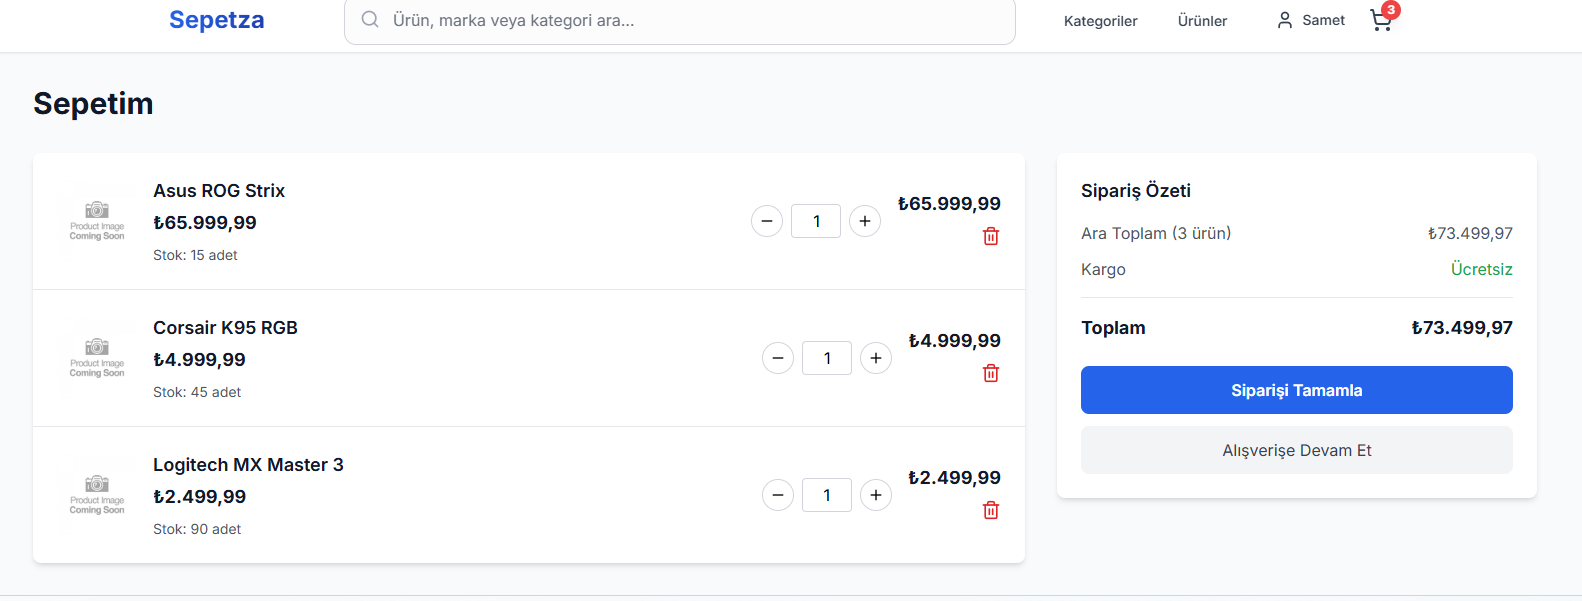 Sepetza
Ürün, marka veya kategori ara...
Kategoriler
Ürünler
Samet
3
Sepetim
Product Image
Coming Soon
Asus ROG Strix
₺65.999,99
Stok: 15 adet
1
₺65.999,99
Product Image
Coming Soon
Corsair K95 RGB
₺4.999,99
Stok: 45 adet
1
₺4.999,99
Product Image
Coming Soon
Logitech MX Master 3
₺2.499,99
Stok: 90 adet
1
₺2.499,99
Sipariş Özeti
Ara Toplam (3 ürün) ₺73.499,97
Kargo Ücretsiz
Toplam ₺73.499,97
Siparişi Tamamla
Alışverişe Devam Et